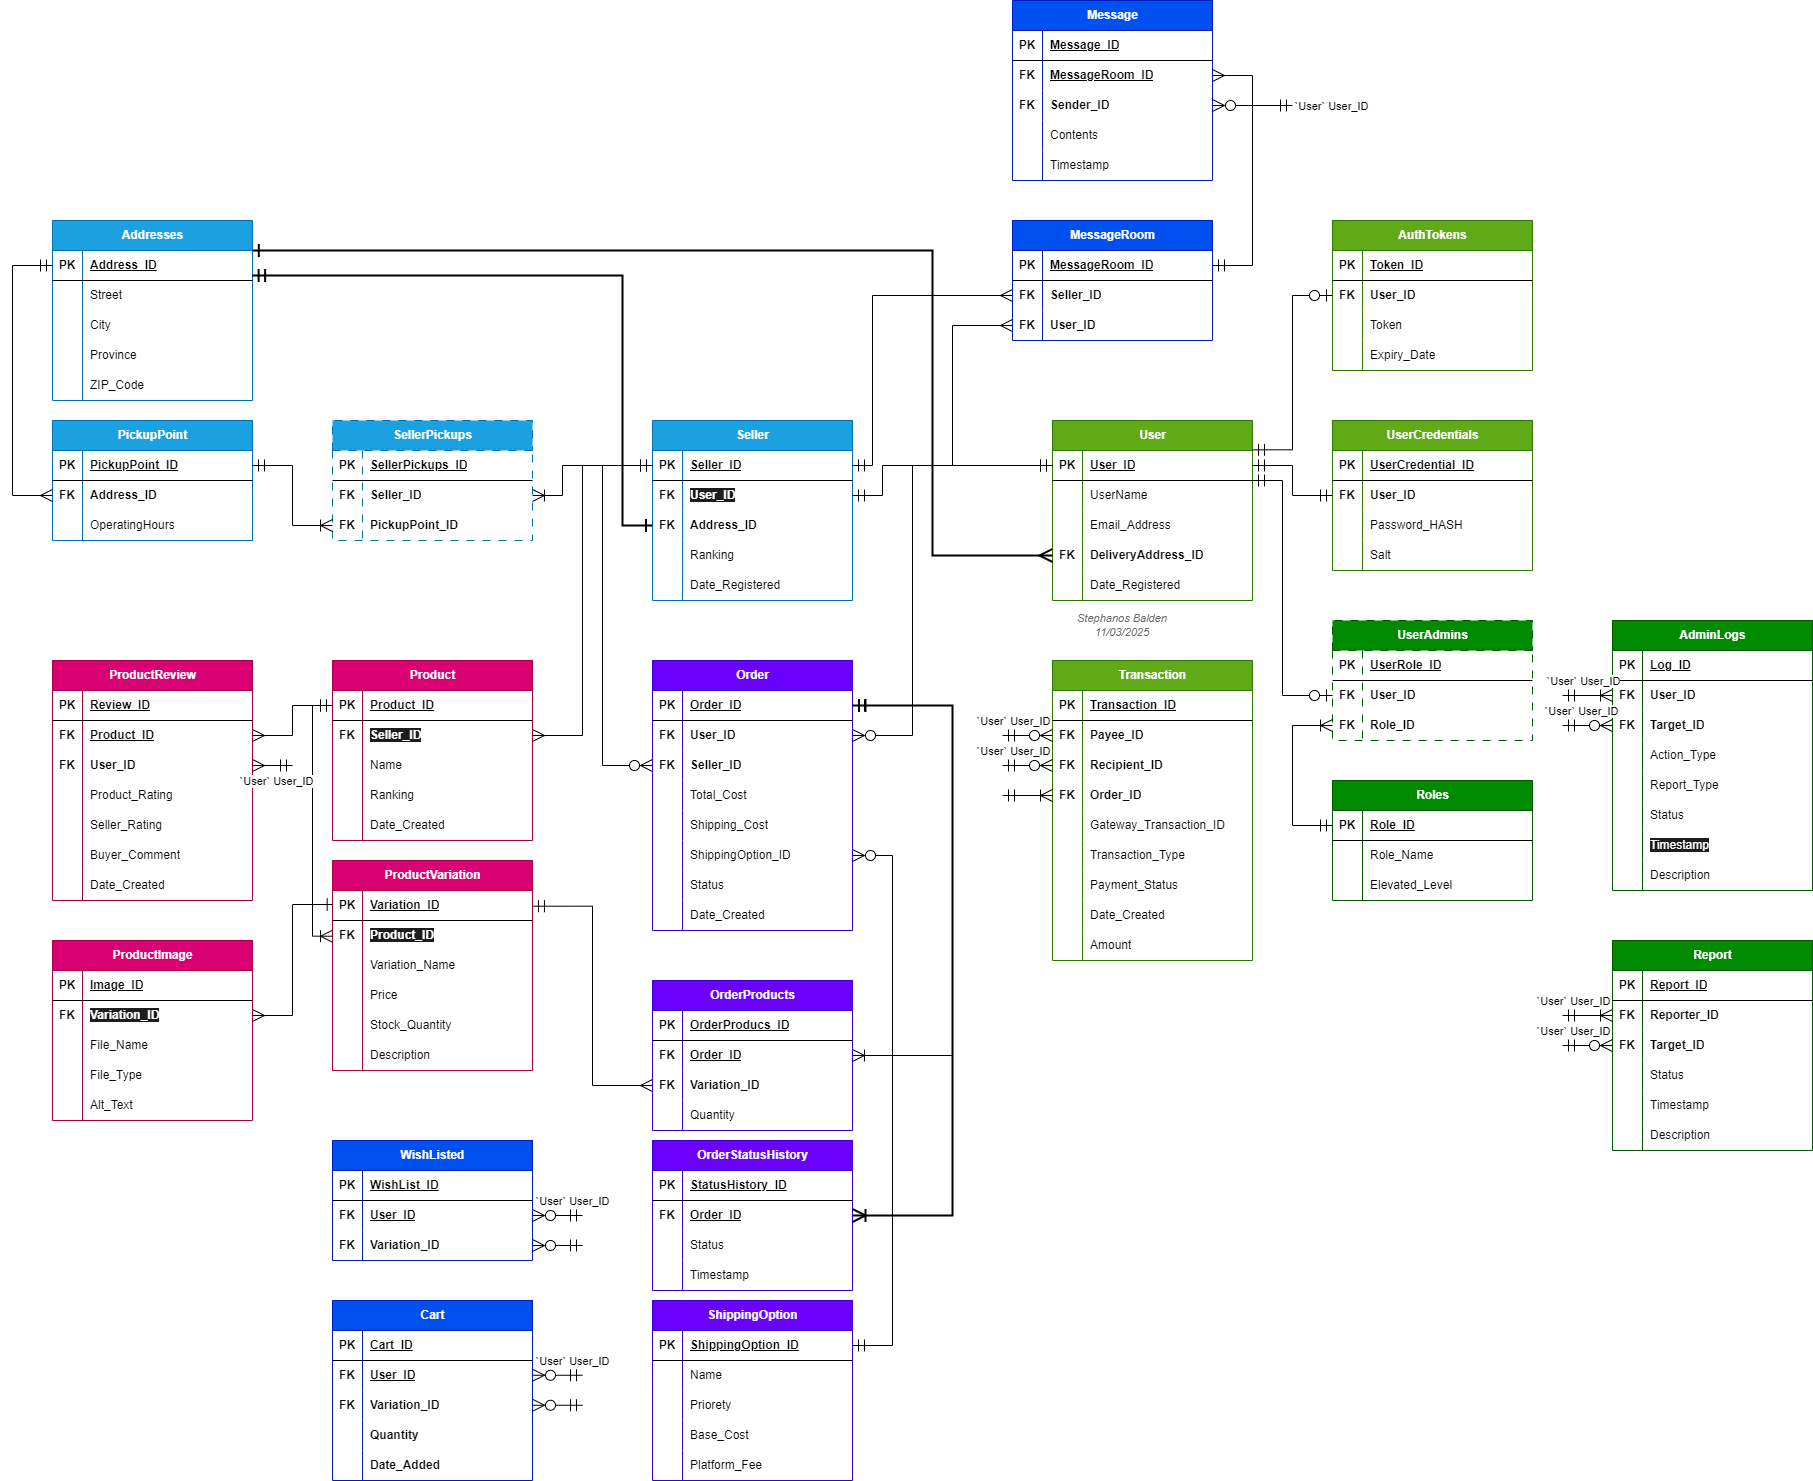 Message
PK Message_ID
FK MessageRoom_ID
FK Sender_ID
`User` User_ID
Contents
Timestamp
Addresses
PK Address_ID
Street
City
Province
ZIP_Code
MessageRoom
PK MessageRoom_ID
FK Seller_ID
FK User_ID
AuthTokens
PK Token_ID
FK User_ID
Token
Expiry_Date
PickupPoint
PK PickupPoint_ID
FK Address_ID
OperatingHours
SellerPickups
PK SellerPickups_ID
FK Seller_ID
FK PickupPoint_ID
Seller
PK Seller_ID
FK User_ID
FK Address_ID
Ranking
Date_Registered
User
PK User_ID
UserName
Email_Address
FK DeliveryAddress_ID
Date_Registered
Stephanos Balden
11/03/2025
UserCredentials
PK UserCredential_ID
FK User_ID
Password_HASH
Salt
UserAdmins
PK UserRole_ID
FK User_ID
FK Role_ID
AdminLogs
PK Log_ID
`User` User_ID
FK User_ID
`User` User_ID
FK Target_ID
Action_Type
Report_Type
Status
Timestamp
Description
ProductReview
PK Review_ID
FK Product_ID
FK User_ID
`User` User_ID
Product_Rating
Seller_Rating
Buyer_Comment
Date_Created
Product
PK Product_ID
FK Seller_ID
Name
Ranking
Date_Created
Order
PK Order_ID
FK User_ID
FK Seller_ID
Total_Cost
Shipping_Cost
ShippingOption_ID
Status
Date_Created
Transaction
PK Transaction_ID
`User` User_ID
FK Payee_ID
`User` User_ID
FK Recipient_ID
FK Order_ID
Gateway_Transaction_ID
Transaction_Type
Payment_Status
Date_Created
Amount
Roles
PK Role_ID
Role_Name
Elevated_Level
ProductVariation
PK Variation_ID
FK Product_ID
Variation_Name
Price
Stock_Quantity
Description
ProductImage
PK Image_ID
FK Variation_ID
File_Name
File_Type
Alt_Text
OrderProducts
PK OrderProducs_ID
FK Order_ID
FK Variation_ID
Quantity
Report
PK Report_ID
`User` User_ID
FK Reporter_ID
`User` User_ID
FK Target_ID
Status
Timestamp
Description
WishListed
PK WishList_ID
`User` User_ID
FK User_ID
FK Variation_ID
OrderStatusHistory
PK StatusHistory_ID
FK Order_ID
Status
Timestamp
Cart
PK Cart_ID
`User` User_ID
FK User_ID
FK Variation_ID
Quantity
Date_Added
ShippingOption
PK ShippingOption_ID
Name
Priorety
Base_Cost
Platform_Fee